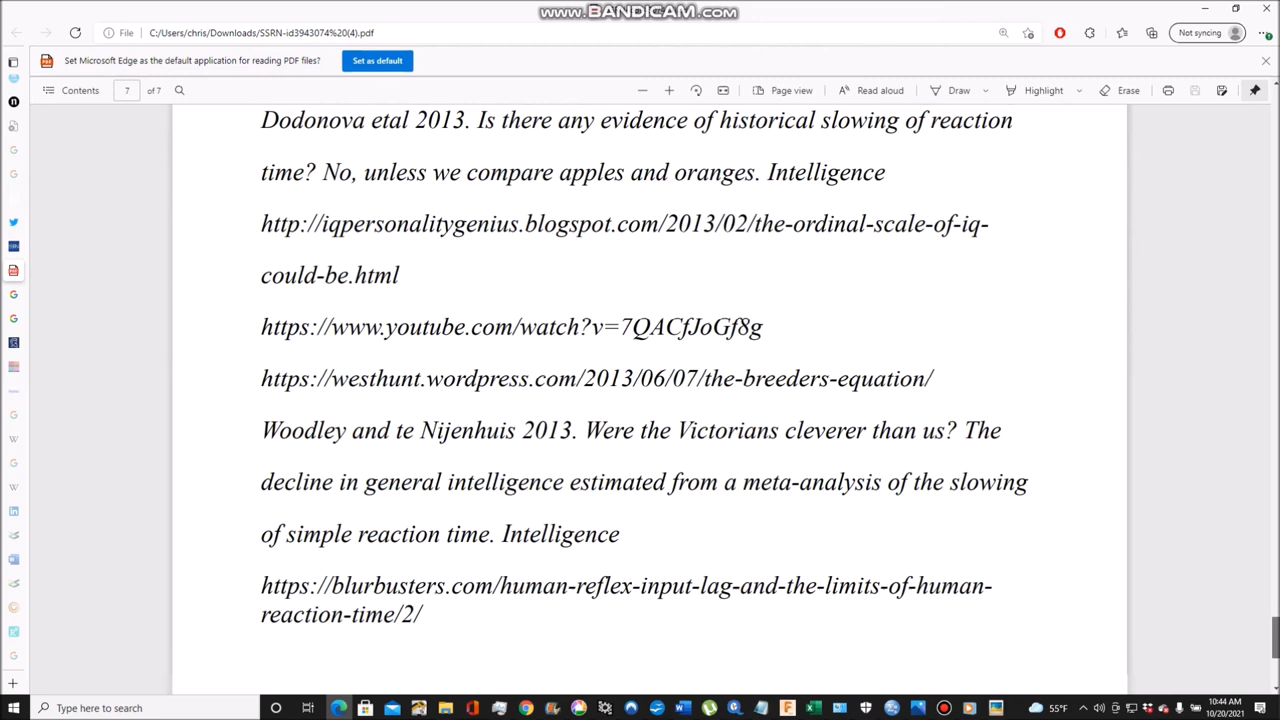 www.BANDICAM.com
File
C:/Users/chris/Downloads/SSRN-id3943074%20(4).pdf
Not syncing
Set Microsoft Edge as the default application for reading PDF files?
Set as default
Contents
7
of 7
Page view
Read aloud
Draw
Highlight
Erase
Dodonova etal 2013. Is there any evidence of historical slowing of reaction
time? No, unless we compare apples and oranges. Intelligence
http://iqpersonalitygenius.blogspot.com/2013/02/the-ordinal-scale-of-iq-
could-be.html
https://www.youtube.com/watch?v=7QACfJoGf8g
https://westhunt.wordpress.com/2013/06/07/the-breeders-equation/
Woodley and te Nijenhuis 2013. Were the Victorians cleverer than us? The
decline in general intelligence estimated from a meta-analysis of the slowing
of simple reaction time. Intelligence
https://blurbusters.com/human-reflex-input-lag-and-the-limits-of-human-
reaction-time/2/
Type here to search
55°F
10:44 AM
10/20/2021